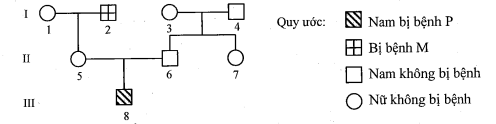 I
1
2
3
4
Quy ước:
Nam bị bệnh P
Bị bệnh M
II
5
6
7
Nam không bị bệnh
III
8
Nữ không bị bệnh